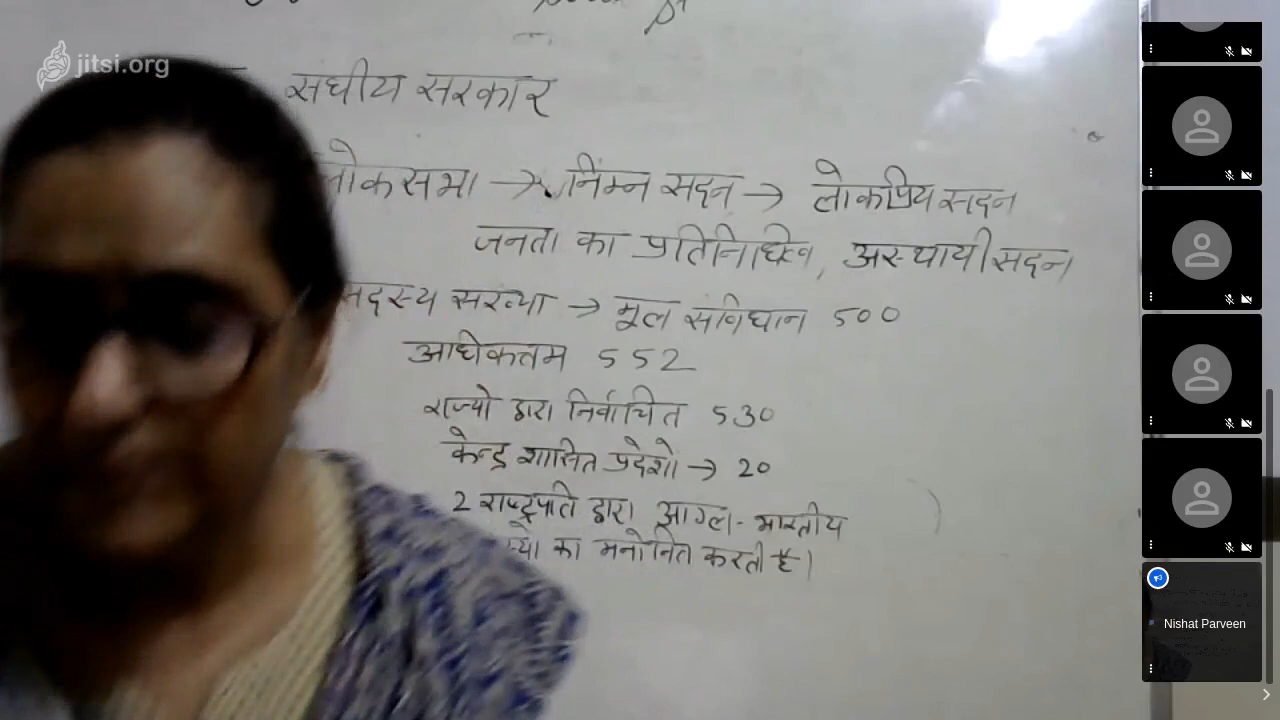 jitsi.org
संघीय सरकार
लोकसभा → निम्न सदन → लोकप्रिय सदन
जनता का प्रतिनिधित्व, अस्थायी सदन
सदस्य संख्या → मूल संविधान 500
अधिकतम 552
राज्यो द्वारा निर्वाचित 530
केन्द्र शासित प्रदेशो → 20
2 राष्ट्रपति द्वारा आंग्ल-भारतीय
का मनोनित करती है।
Nishat Parveen